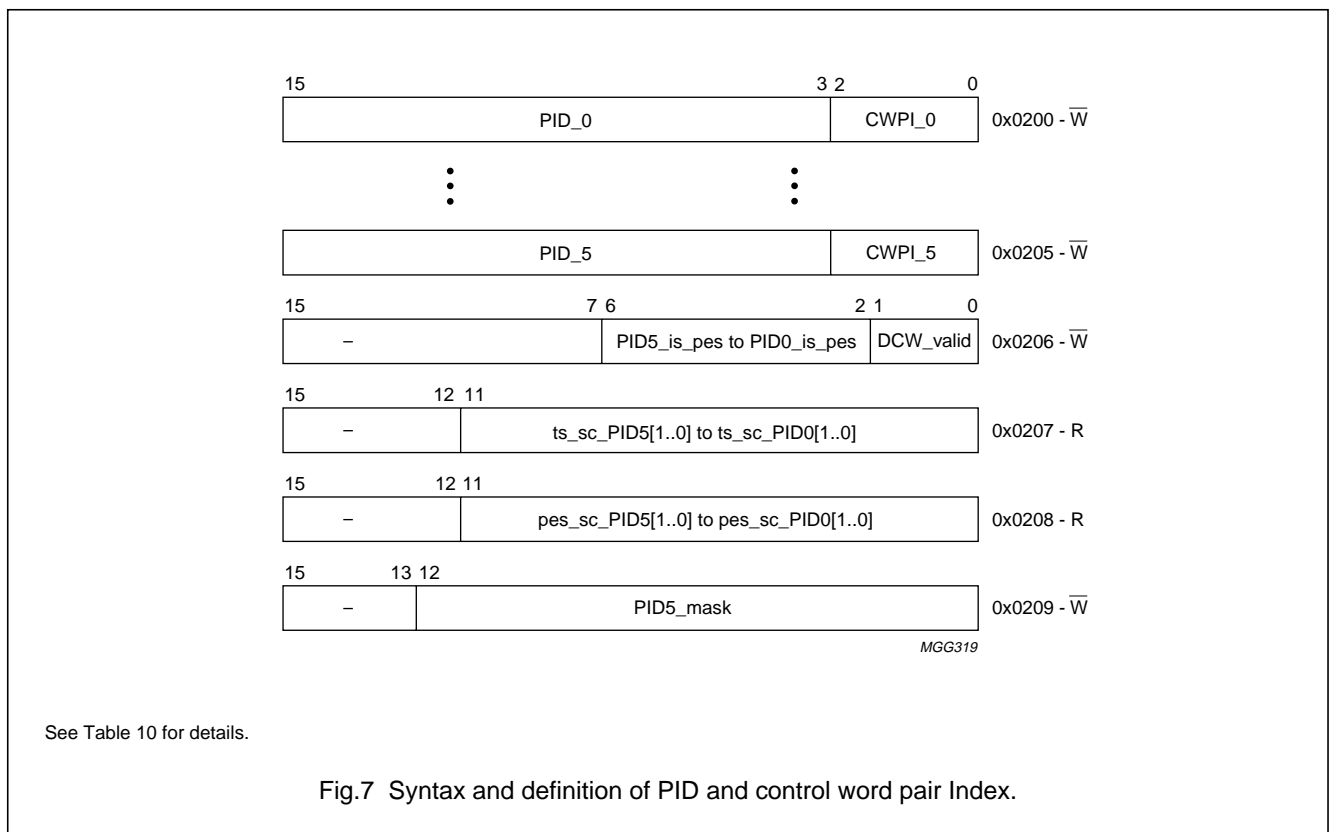 15 3 2 0
PID_0 CWPI_0 0x0200 - W̅
PID_5 CWPI_5 0x0205 - W̅
15 7 6 2 1 0
– PID5_is_pes to PID0_is_pes DCW_valid 0x0206 - W̅
15 12 11
– ts_sc_PID5[1..0] to ts_sc_PID0[1..0] 0x0207 - R
15 12 11
– pes_sc_PID5[1..0] to pes_sc_PID0[1..0] 0x0208 - R
15 13 12
– PID5_mask 0x0209 - W̅
MGG319
See Table 10 for details.
Fig.7 Syntax and definition of PID and control word pair Index.